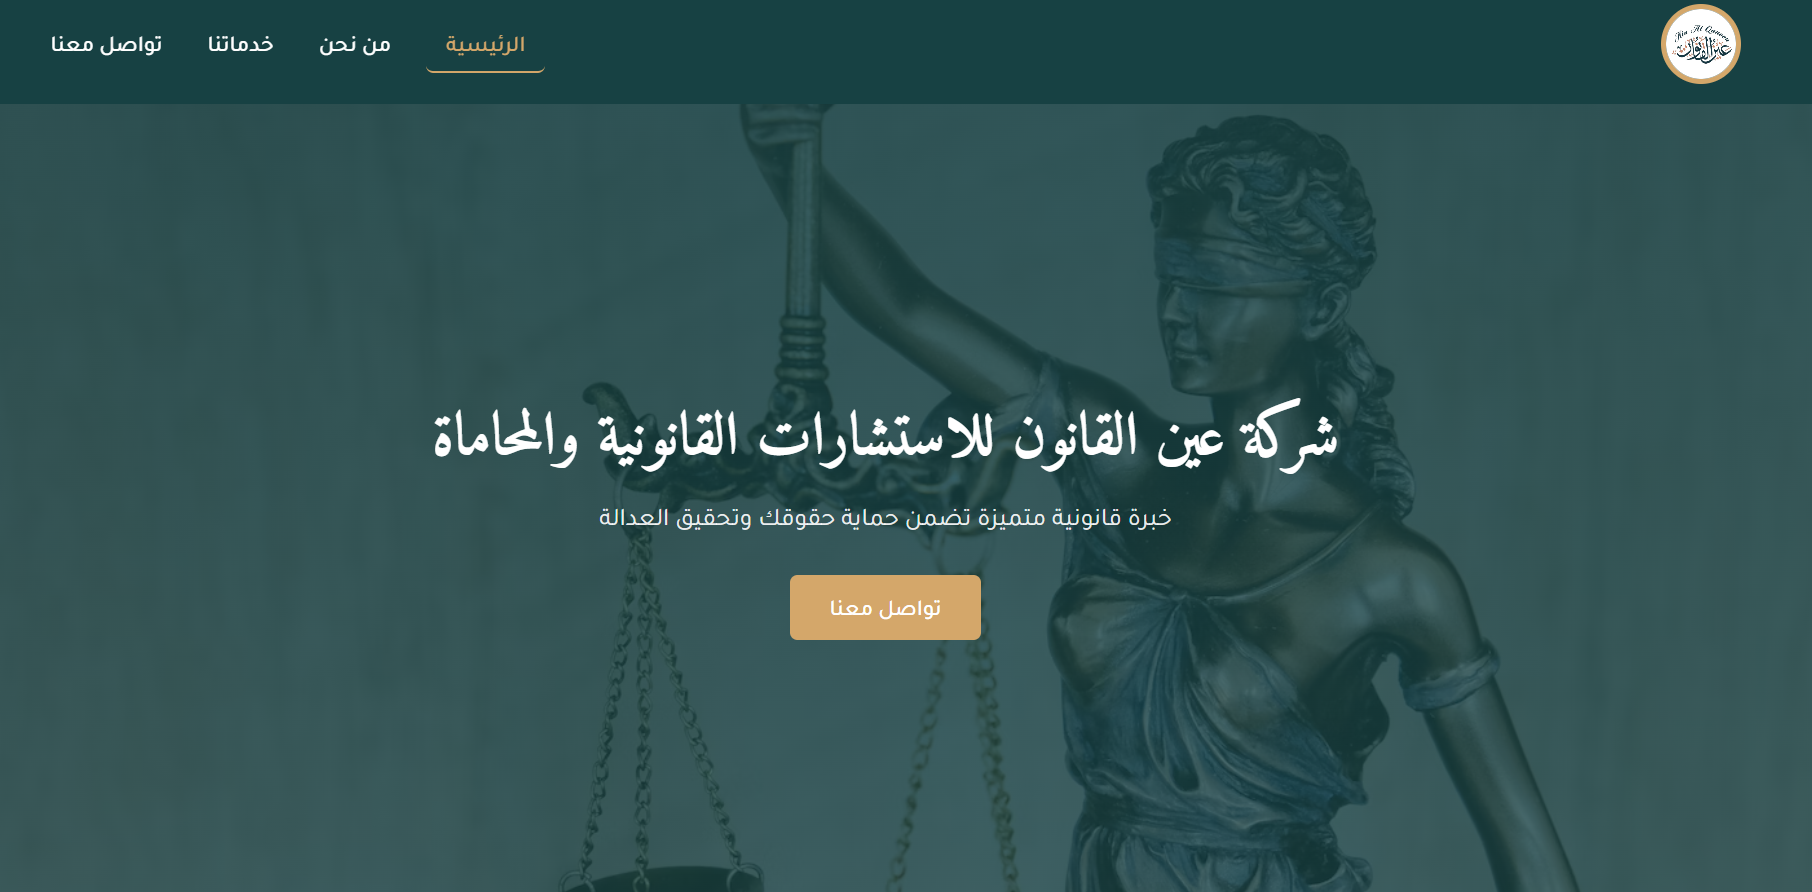 Ain Al Qanoon
عين القانون
الرئيسية
من نحن
خدماتنا
تواصل معنا
شركة عين القانون للاستشارات القانونية والمحاماة
خبرة قانونية متميزة تضمن حماية حقوقك وتحقيق العدالة
تواصل معنا